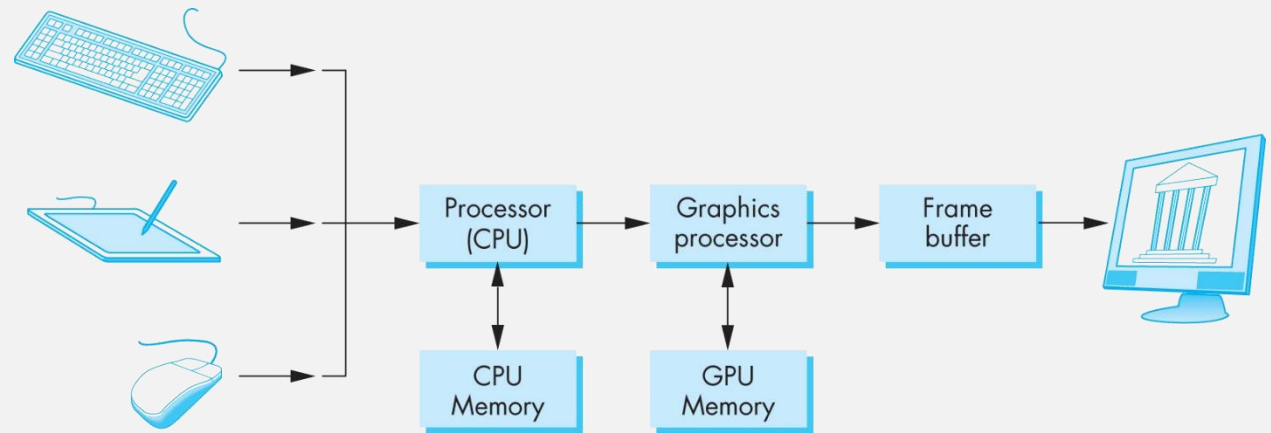 Processor
(CPU)
Graphics
processor
Frame
buffer
CPU
Memory
GPU
Memory